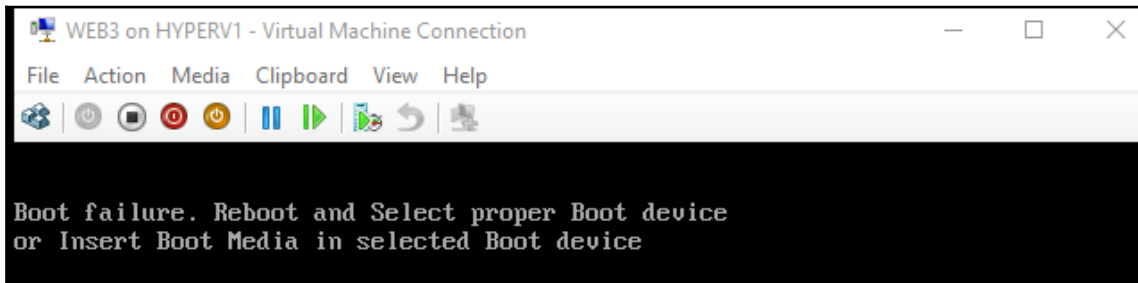 WEB3 on HYPERV1 - Virtual Machine Connection
File Action Media Clipboard View Help
Boot failure. Reboot and Select proper Boot device
or Insert Boot Media in selected Boot device